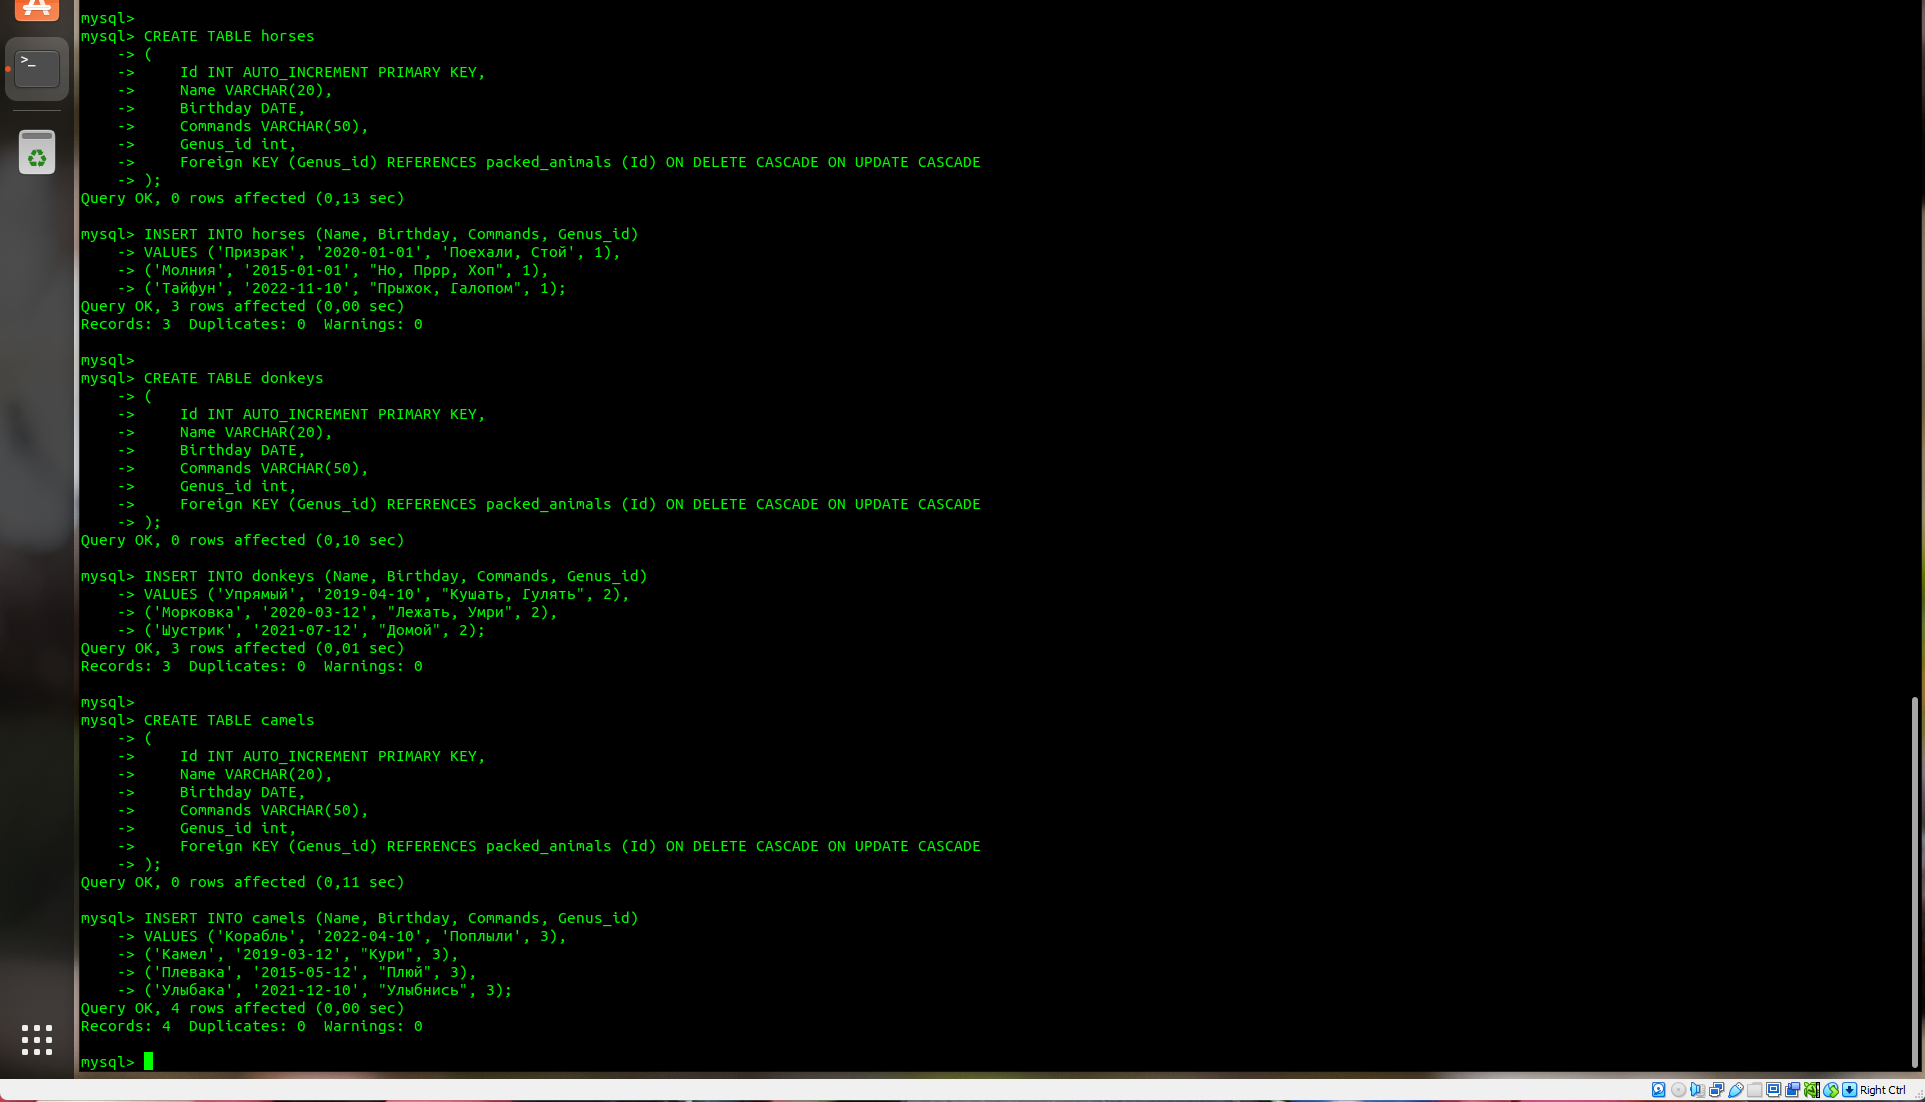 >_
mysql>
mysql> CREATE TABLE horses
    -> (
    ->     Id INT AUTO_INCREMENT PRIMARY KEY,
    ->     Name VARCHAR(20),
    ->     Birthday DATE,
    ->     Commands VARCHAR(50),
    ->     Genus_id int,
    ->     Foreign KEY (Genus_id) REFERENCES packed_animals (Id) ON DELETE CASCADE ON UPDATE CASCADE
    -> );
Query OK, 0 rows affected (0,13 sec)
mysql> INSERT INTO horses (Name, Birthday, Commands, Genus_id)
    -> VALUES ('Призрак', '2020-01-01', 'Поехали, Стой', 1),
    -> ('Молния', '2015-01-01', "Но, Пррр, Хоп", 1),
    -> ('Тайфун', '2022-11-10', "Прыжок, Галопом", 1);
Query OK, 3 rows affected (0,00 sec)
Records: 3  Duplicates: 0  Warnings: 0
mysql>
mysql> CREATE TABLE donkeys
    -> (
    ->     Id INT AUTO_INCREMENT PRIMARY KEY,
    ->     Name VARCHAR(20),
    ->     Birthday DATE,
    ->     Commands VARCHAR(50),
    ->     Genus_id int,
    ->     Foreign KEY (Genus_id) REFERENCES packed_animals (Id) ON DELETE CASCADE ON UPDATE CASCADE
    -> );
Query OK, 0 rows affected (0,10 sec)
mysql> INSERT INTO donkeys (Name, Birthday, Commands, Genus_id)
    -> VALUES ('Упрямый', '2019-04-10', "Кушать, Гулять", 2),
    -> ('Морковка', '2020-03-12', "Лежать, Умри", 2),
    -> ('Шустрик', '2021-07-12', "Домой", 2);
Query OK, 3 rows affected (0,01 sec)
Records: 3  Duplicates: 0  Warnings: 0
mysql>
mysql> CREATE TABLE camels
    -> (
    ->     Id INT AUTO_INCREMENT PRIMARY KEY,
    ->     Name VARCHAR(20),
    ->     Birthday DATE,
    ->     Commands VARCHAR(50),
    ->     Genus_id int,
    ->     Foreign KEY (Genus_id) REFERENCES packed_animals (Id) ON DELETE CASCADE ON UPDATE CASCADE
    -> );
Query OK, 0 rows affected (0,11 sec)
mysql> INSERT INTO camels (Name, Birthday, Commands, Genus_id)
    -> VALUES ('Корабль', '2022-04-10', 'Поплыли', 3),
    -> ('Камел', '2019-03-12', "Кури", 3),
    -> ('Плевака', '2015-05-12', "Плюй", 3),
    -> ('Улыбака', '2021-12-10', "Улыбнись", 3);
Query OK, 4 rows affected (0,00 sec)
Records: 4  Duplicates: 0  Warnings: 0
mysql>
Right Ctrl